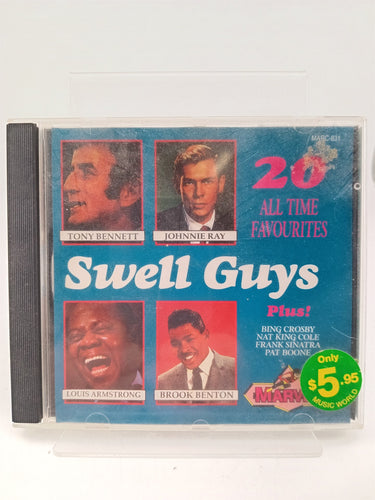 MARC-831
20
ALL TIME
FAVOURITES
TONY BENNETT
JOHNNIE RAY
Swell Guys
Plus!
BING CROSBY
NAT KING COLE
FRANK SINATRA
PAT BOONE
LOUIS ARMSTRONG
BROOK BENTON
Only
$5.95
MUSIC WORLD